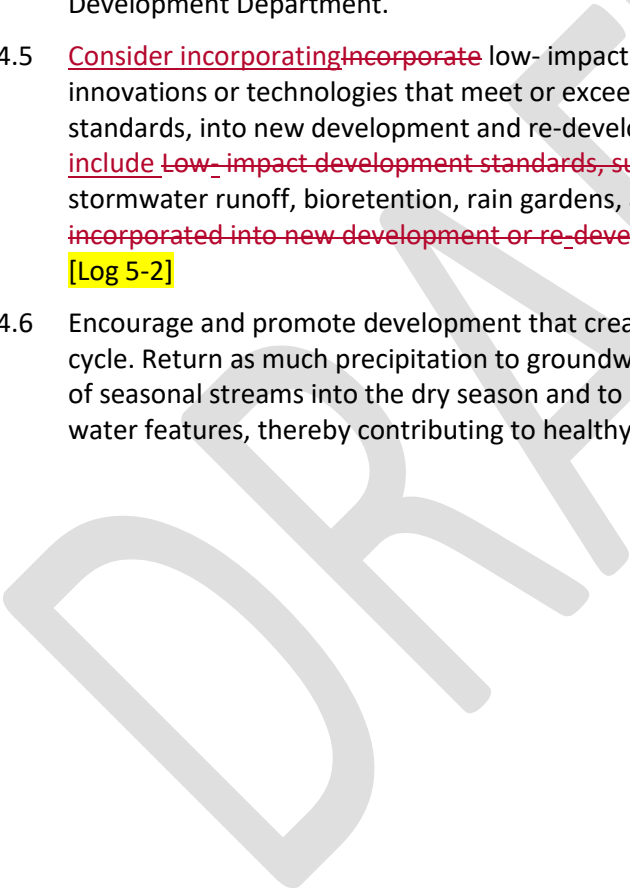 Development Department.
4.5 Consider incorporatingIncorporate low- impact
innovations or technologies that meet or excee
standards, into new development and re-develo
include Low- impact development standards, su
stormwater runoff, bioretention, rain gardens,
incorporated into new development or re-deve
[Log 5-2]
4.6 Encourage and promote development that crea
cycle. Return as much precipitation to groundw
of seasonal streams into the dry season and to
water features, thereby contributing to healthy
DRA